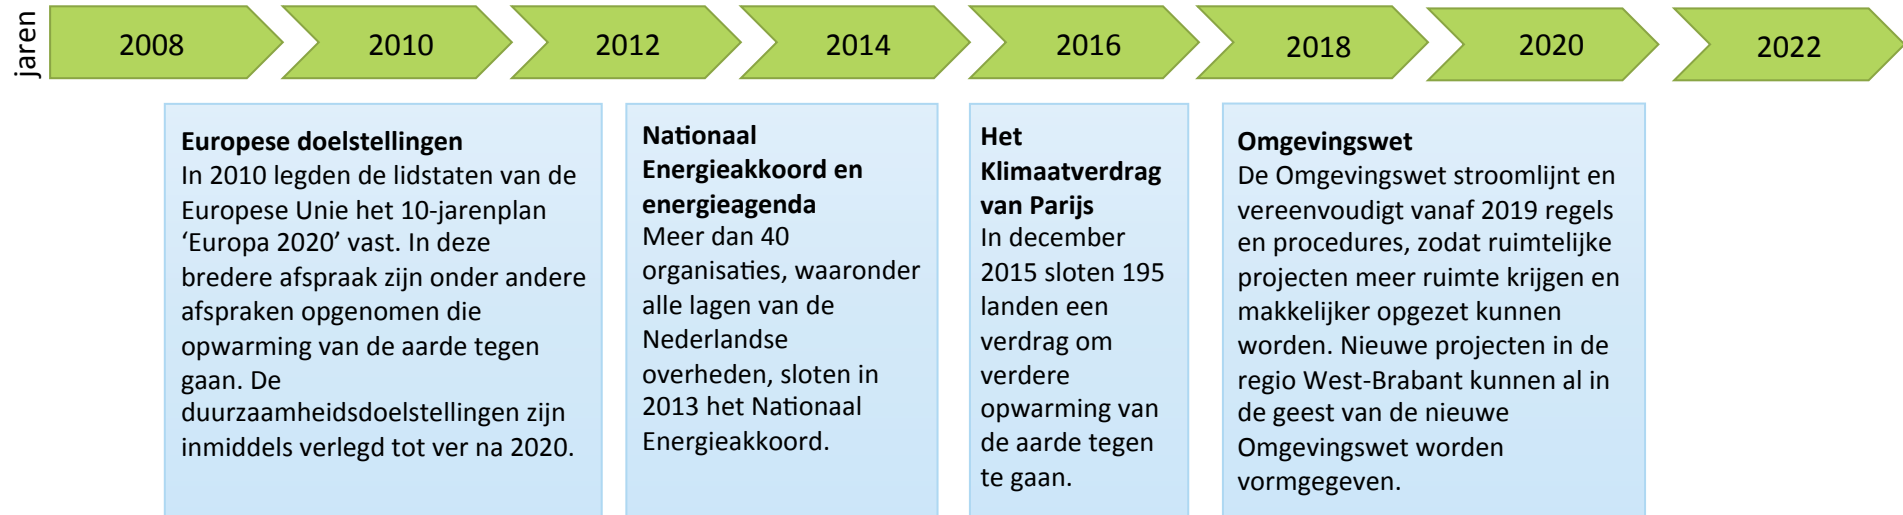 jaren
2008
2010
2012
2014
2016
2018
2020
2022
Europese doelstellingen
In 2010 legden de lidstaten van de
Europese Unie het 10-jarenplan
‘Europa 2020’ vast. In deze
bredere afspraak zijn onder andere
afspraken opgenomen die
opwarming van de aarde tegen
gaan. De
duurzaamheidsdoelstellingen zijn
inmiddels verlegd tot ver na 2020.
Nationaal
Energieakkoord en
energieagenda
Meer dan 40
organisaties, waaronder
alle lagen van de
Nederlandse
overheden, sloten in
2013 het Nationaal
Energieakkoord.
Het
Klimaatverdrag
van Parijs
In december
2015 sloten 195
landen een
verdrag om
verdere
opwarming van
de aarde tegen
te gaan.
Omgevingswet
De Omgevingswet stroomlijnt en
vereenvoudigt vanaf 2019 regels
en procedures, zodat ruimtelijke
projecten meer ruimte krijgen en
makkelijker opgezet kunnen
worden. Nieuwe projecten in de
regio West-Brabant kunnen al in
de geest van de nieuwe
Omgevingswet worden
vormgegeven.